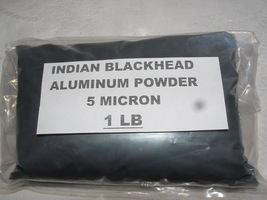 INDIAN BLACKHEAD
ALUMINUM POWDER
5 MICRON
1 LB